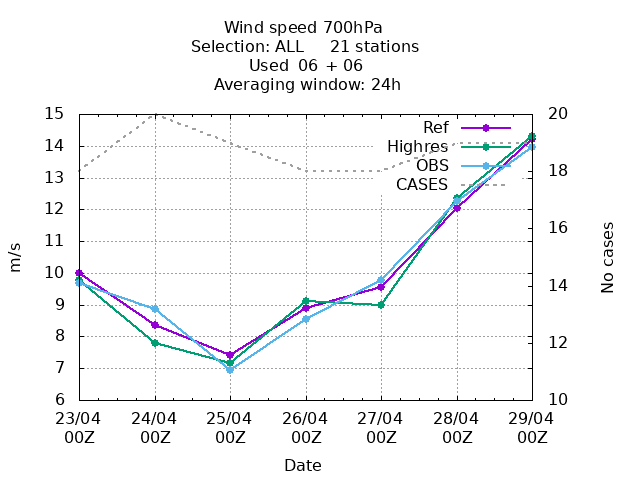 Wind speed 700hPa
Selection: ALL 21 stations
Used 06 + 06
Averaging window: 24h
15 20
14
13 18
12
11 16
10 14
9
8 12
7
6 10
Ref
Highres
OBS
CASES
m/s
No cases
23/04 24/04 25/04 26/04 27/04 28/04 29/04
00Z 00Z 00Z 00Z 00Z 00Z 00Z
Date